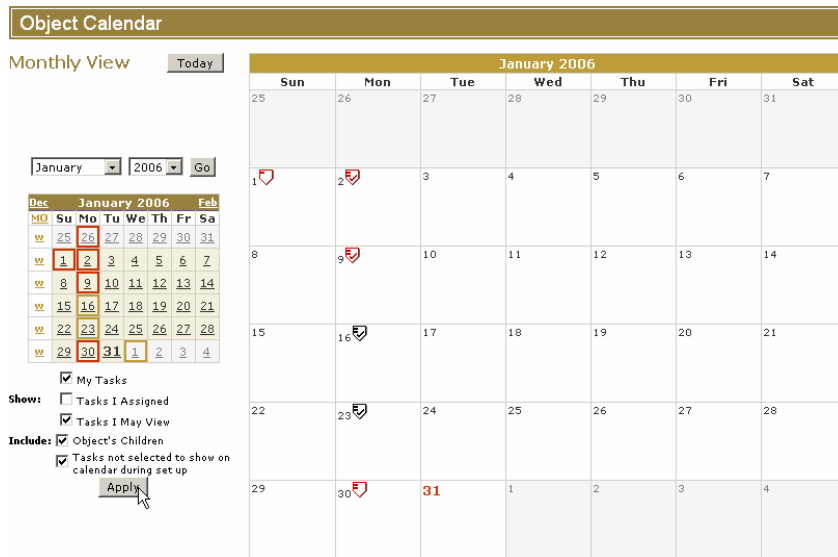 Object Calendar
Monthly View
Today
January
2006
Go
Dec January 2006 Feb
MO Su Mo Tu We Th Fr Sa
w 25 26 27 28 29 30 31
w 1 2 3 4 5 6 7
w 8 9 10 11 12 13 14
w 15 16 17 18 19 20 21
w 22 23 24 25 26 27 28
w 29 30 31 1 2 3 4
My Tasks
Show: Tasks I Assigned
Tasks I May View
Include: Object's Children
Tasks not selected to show on
calendar during set up
Apply
January 2006
Sun Mon Tue Wed Thu Fri Sat
25 26 27 28 29 30 31
1 2 3 4 5 6 7
8 9 10 11 12 13 14
15 16 17 18 19 20 21
22 23 24 25 26 27 28
29 30 31 1 2 3 4